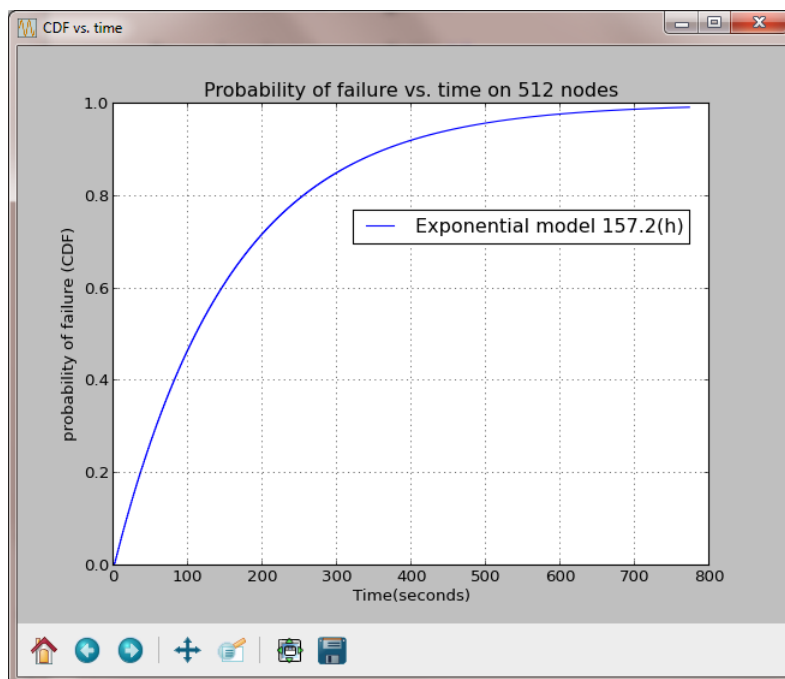 CDF vs. time
Probability of failure vs. time on 512 nodes
1.0
0.8
0.6
0.4
0.2
0.0
probability of failure (CDF)
Exponential model 157.2(h)
0 100 200 300 400 500 600 700 800
Time(seconds)